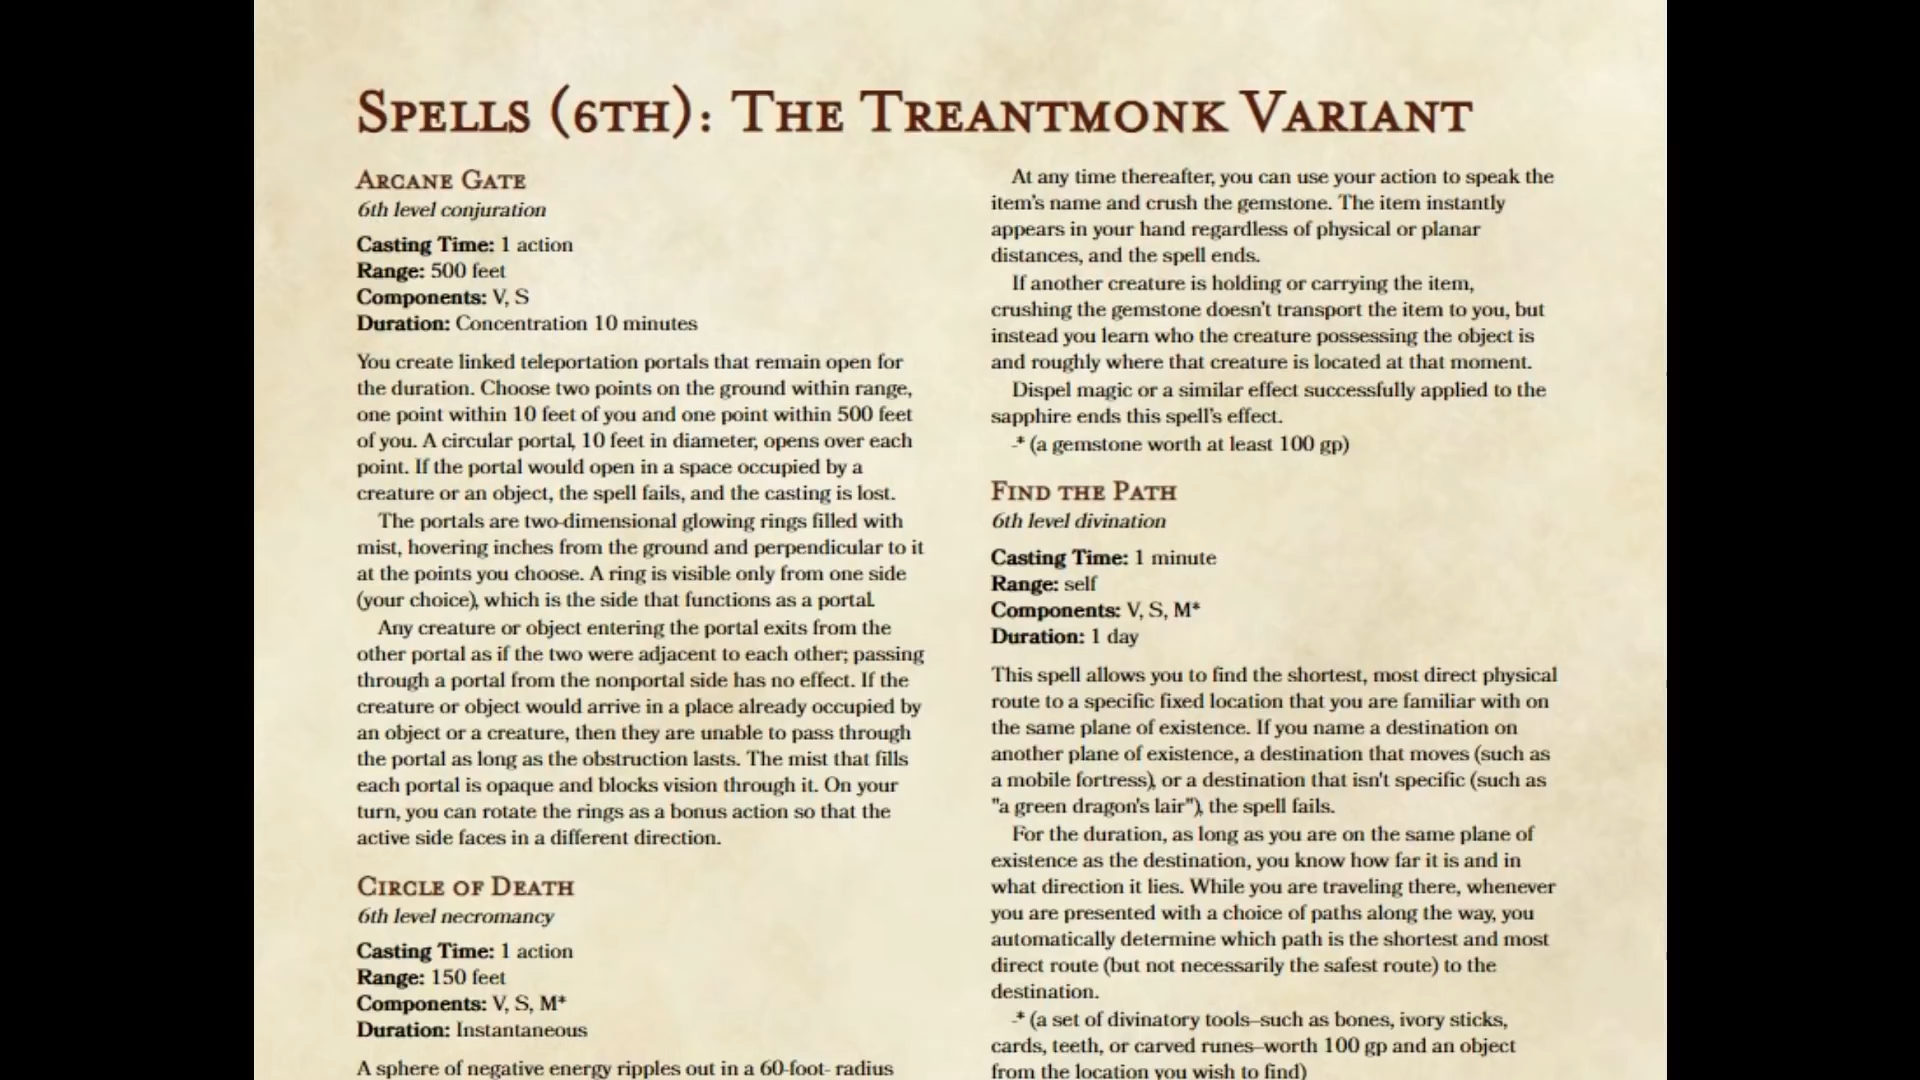 Spells (6th): The Treantmonk Variant
Arcane Gate
6th level conjuration
Casting Time: 1 action
Range: 500 feet
Components: V, S
Duration: Concentration 10 minutes
You create linked teleportation portals that remain open for
the duration. Choose two points on the ground within range,
one point within 10 feet of you and one point within 500 feet
of you. A circular portal, 10 feet in diameter, opens over each
point. If the portal would open in a space occupied by a
creature or an object, the spell fails, and the casting is lost.
The portals are two-dimensional glowing rings filled with
mist, hovering inches from the ground and perpendicular to it
at the points you choose. A ring is visible only from one side
(your choice), which is the side that functions as a portal.
Any creature or object entering the portal exits from the
other portal as if the two were adjacent to each other; passing
through a portal from the nonportal side has no effect. If the
creature or object would arrive in a place already occupied by
an object or a creature, then they are unable to pass through
the portal as long as the obstruction lasts. The mist that fills
each portal is opaque and blocks vision through it. On your
turn, you can rotate the rings as a bonus action so that the
active side faces in a different direction.
Circle of Death
6th level necromancy
Casting Time: 1 action
Range: 150 feet
Components: V, S, M*
Duration: Instantaneous
A sphere of negative energy ripples out in a 60-foot- radius
At any time thereafter, you can use your action to speak the
item's name and crush the gemstone. The item instantly
appears in your hand regardless of physical or planar
distances, and the spell ends.
If another creature is holding or carrying the item,
crushing the gemstone doesn't transport the item to you, but
instead you learn who the creature possessing the object is
and roughly where that creature is located at that moment.
Dispel magic or a similar effect successfully applied to the
sapphire ends this spell's effect.
-* (a gemstone worth at least 100 gp)
Find the Path
6th level divination
Casting Time: 1 minute
Range: self
Components: V, S, M*
Duration: 1 day
This spell allows you to find the shortest, most direct physical
route to a specific fixed location that you are familiar with on
the same plane of existence. If you name a destination on
another plane of existence, a destination that moves (such as
a mobile fortress), or a destination that isn't specific (such as
"a green dragon's lair"), the spell fails.
For the duration, as long as you are on the same plane of
existence as the destination, you know how far it is and in
what direction it lies. While you are traveling there, whenever
you are presented with a choice of paths along the way, you
automatically determine which path is the shortest and most
direct route (but not necessarily the safest route) to the
destination.
-* (a set of divinatory tools–such as bones, ivory sticks,
cards, teeth, or carved runes–worth 100 gp and an object
from the location you wish to find)